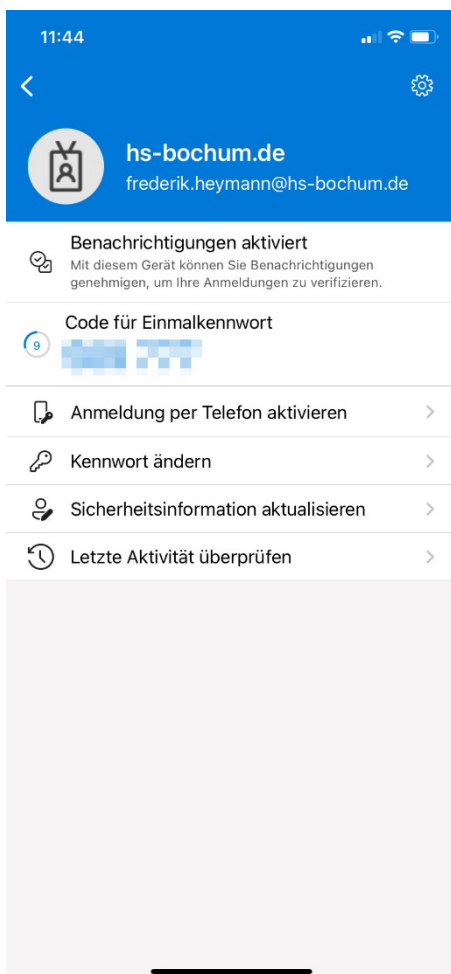 11:44
hs-bochum.de
frederik.heymann@hs-bochum.de
Benachrichtigungen aktiviert
Mit diesem Gerät können Sie Benachrichtigungen
genehmigen, um Ihre Anmeldungen zu verifizieren.
Code für Einmalkennwort
9
Anmeldung per Telefon aktivieren
Kennwort ändern
Sicherheitsinformation aktualisieren
Letzte Aktivität überprüfen